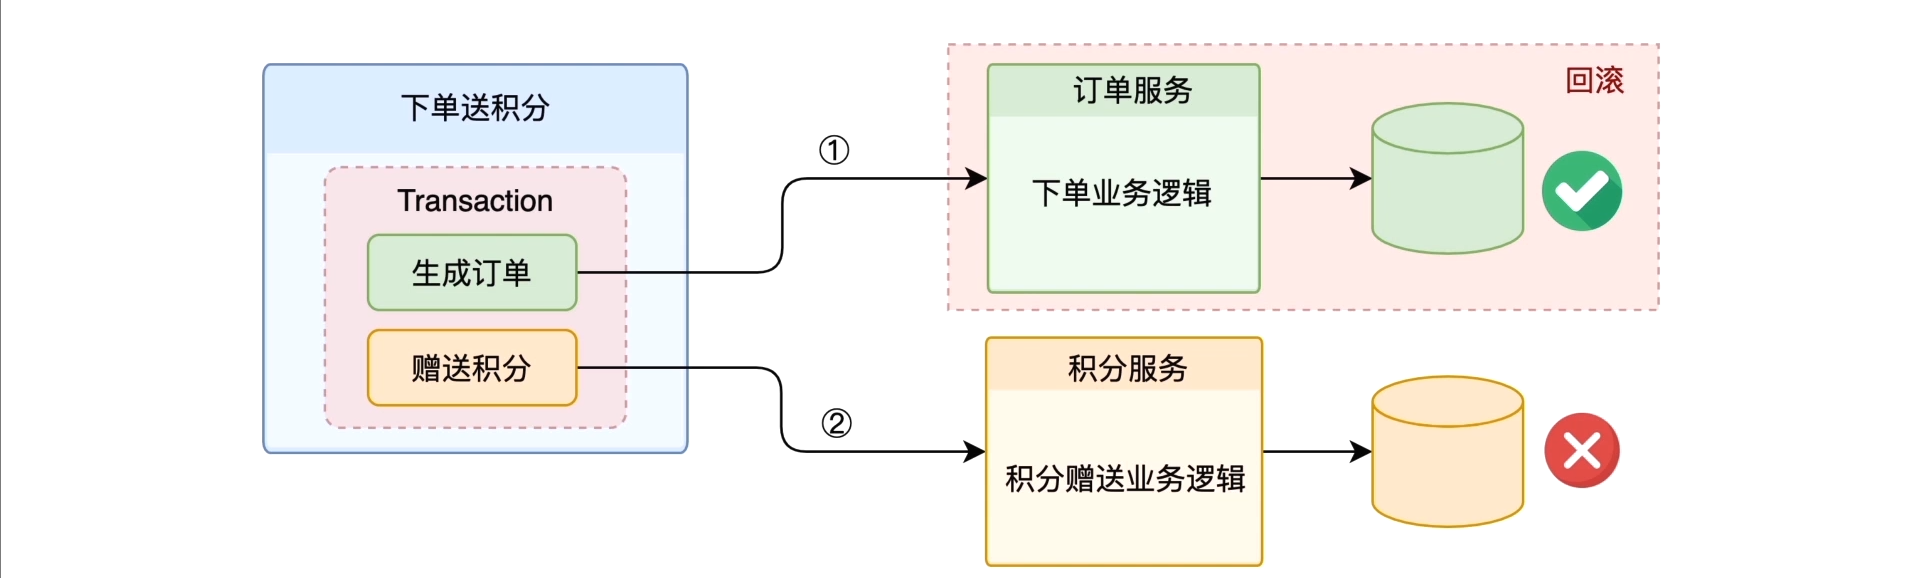 下单送积分
Transaction
生成订单
赠送积分
①
②
订单服务
下单业务逻辑
回滚
积分服务
积分赠送业务逻辑